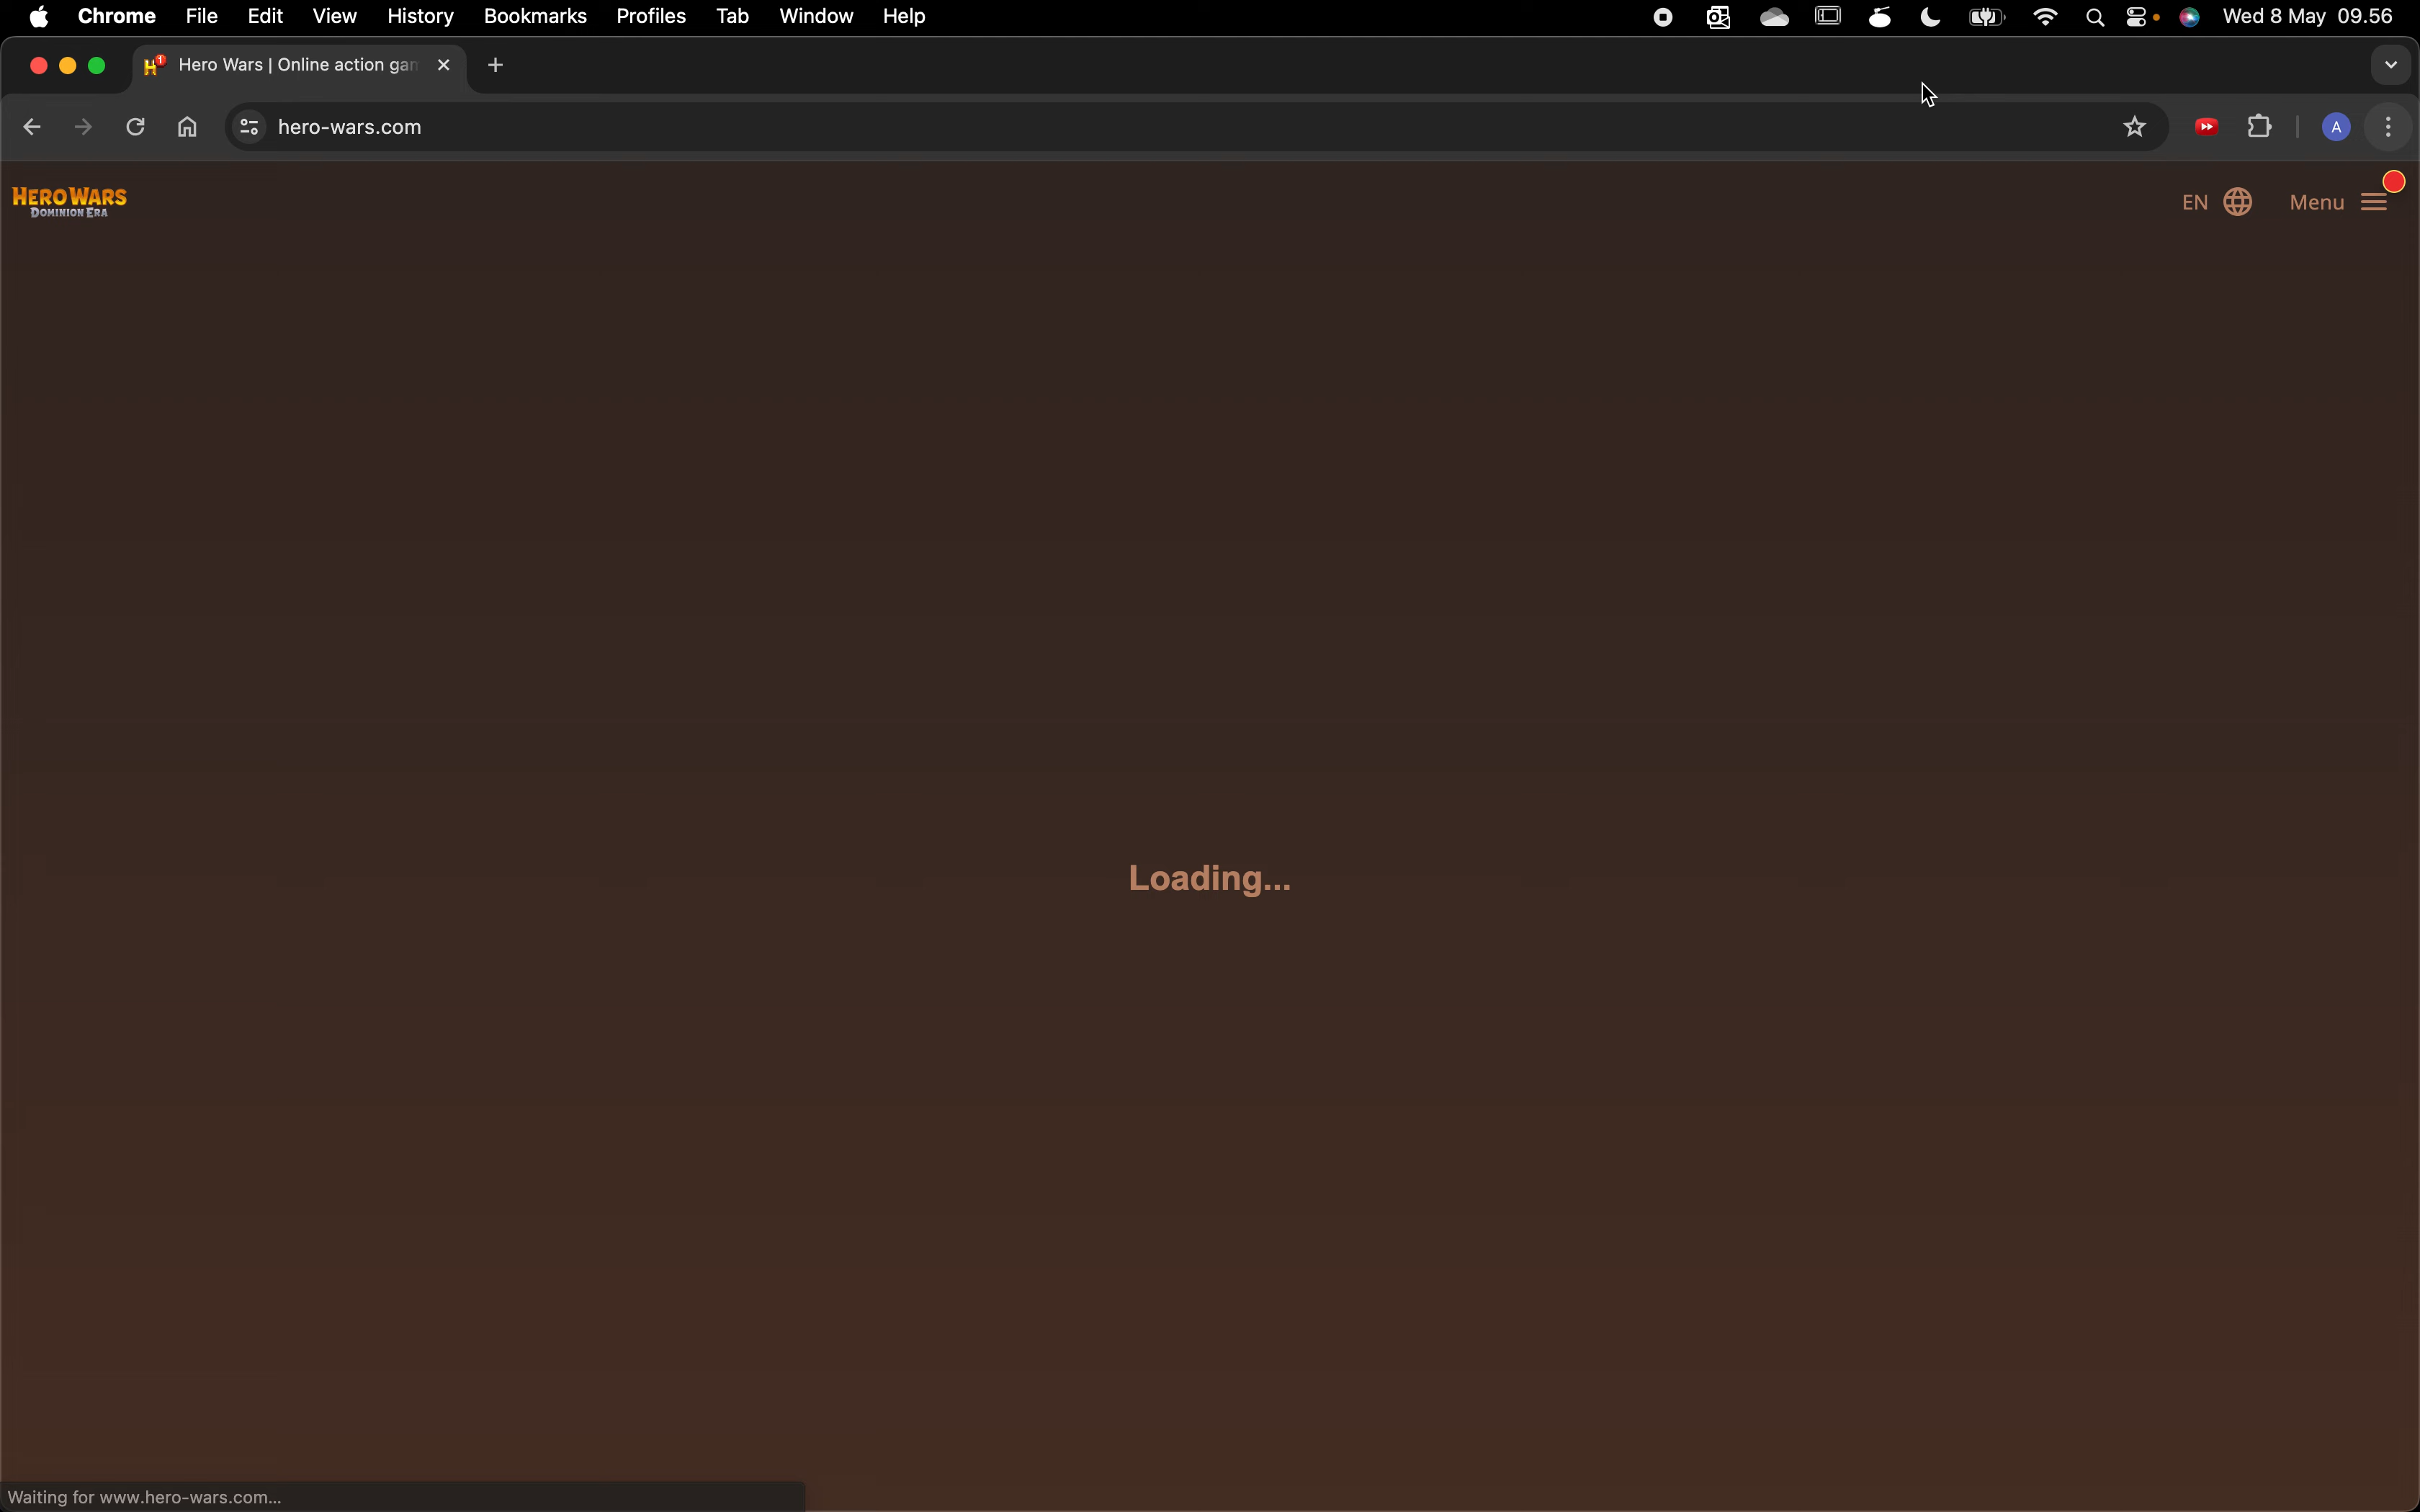 Chrome File Edit View History Bookmarks Profiles Tab Window Help Wed 8 May 09.56
Hero Wars | Online action gam
hero-wars.com A
HERO WARS
DOMINION ERA
EN Menu
Loading...
Waiting for www.hero-wars.com...